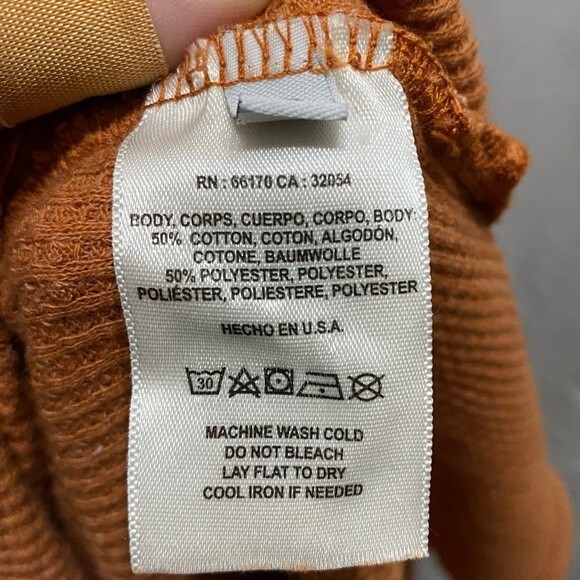 RN : 66170 CA : 32054
BODY, CORPS, CUERPO, CORPO, BODY:
50% COTTON, COTON, ALGODÓN,
COTONE, BAUMWOLLE
50% POLYESTER, POLYESTER,
POLIÉSTER, POLIESTERE, POLYESTER
HECHO EN U.S.A.
30
MACHINE WASH COLD
DO NOT BLEACH
LAY FLAT TO DRY
COOL IRON IF NEEDED